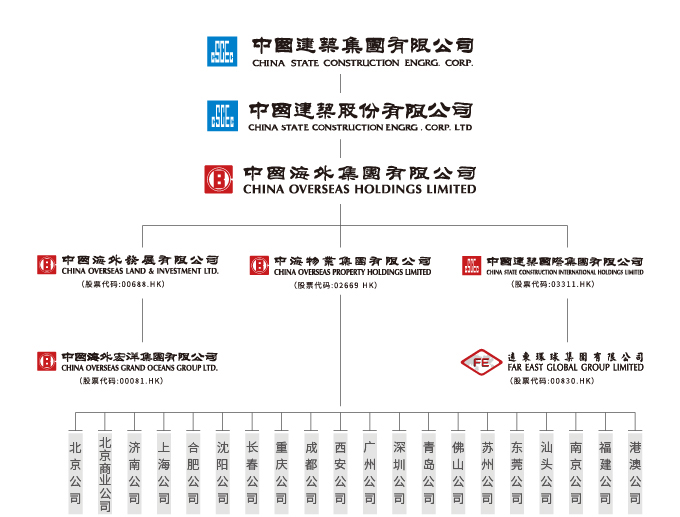 中國建築集團有限公司
CHINA STATE CONSTRUCTION ENGRG. CORP.
中國建築股份有限公司
CHINA STATE CONSTRUCTION ENGRG . CORP. LTD
中國海外集團有限公司
CHINA OVERSEAS HOLDINGS LIMITED
中國海外發展有限公司
CHINA OVERSEAS LAND & INVESTMENT LTD.
(股票代码:00688.HK)
中海物業集團有限公司
CHINA OVERSEAS PROPERTY HOLDINGS LIMITED
(股票代码:02669 HK)
中國建築國際集團有限公司
CHINA STATE CONSTRUCTION INTERNATIONAL HOLDINGS LIMITED
(股票代码:03311.HK)
中國海外宏洋集團有限公司
CHINA OVERSEAS GRAND OCEANS GROUP LTD.
(股票代码:00081.HK)
FE
遠東環球集團有限公司
FAR EAST GLOBAL GROUP LIMITED
(股票代码:00830.HK)
北京公司
北京商业公司
济南公司
上海公司
合肥公司
沈阳公司
长春公司
重庆公司
成都公司
西安公司
广州公司
深圳公司
青岛公司
佛山公司
苏州公司
东莞公司
汕头公司
南京公司
福建公司
港澳公司